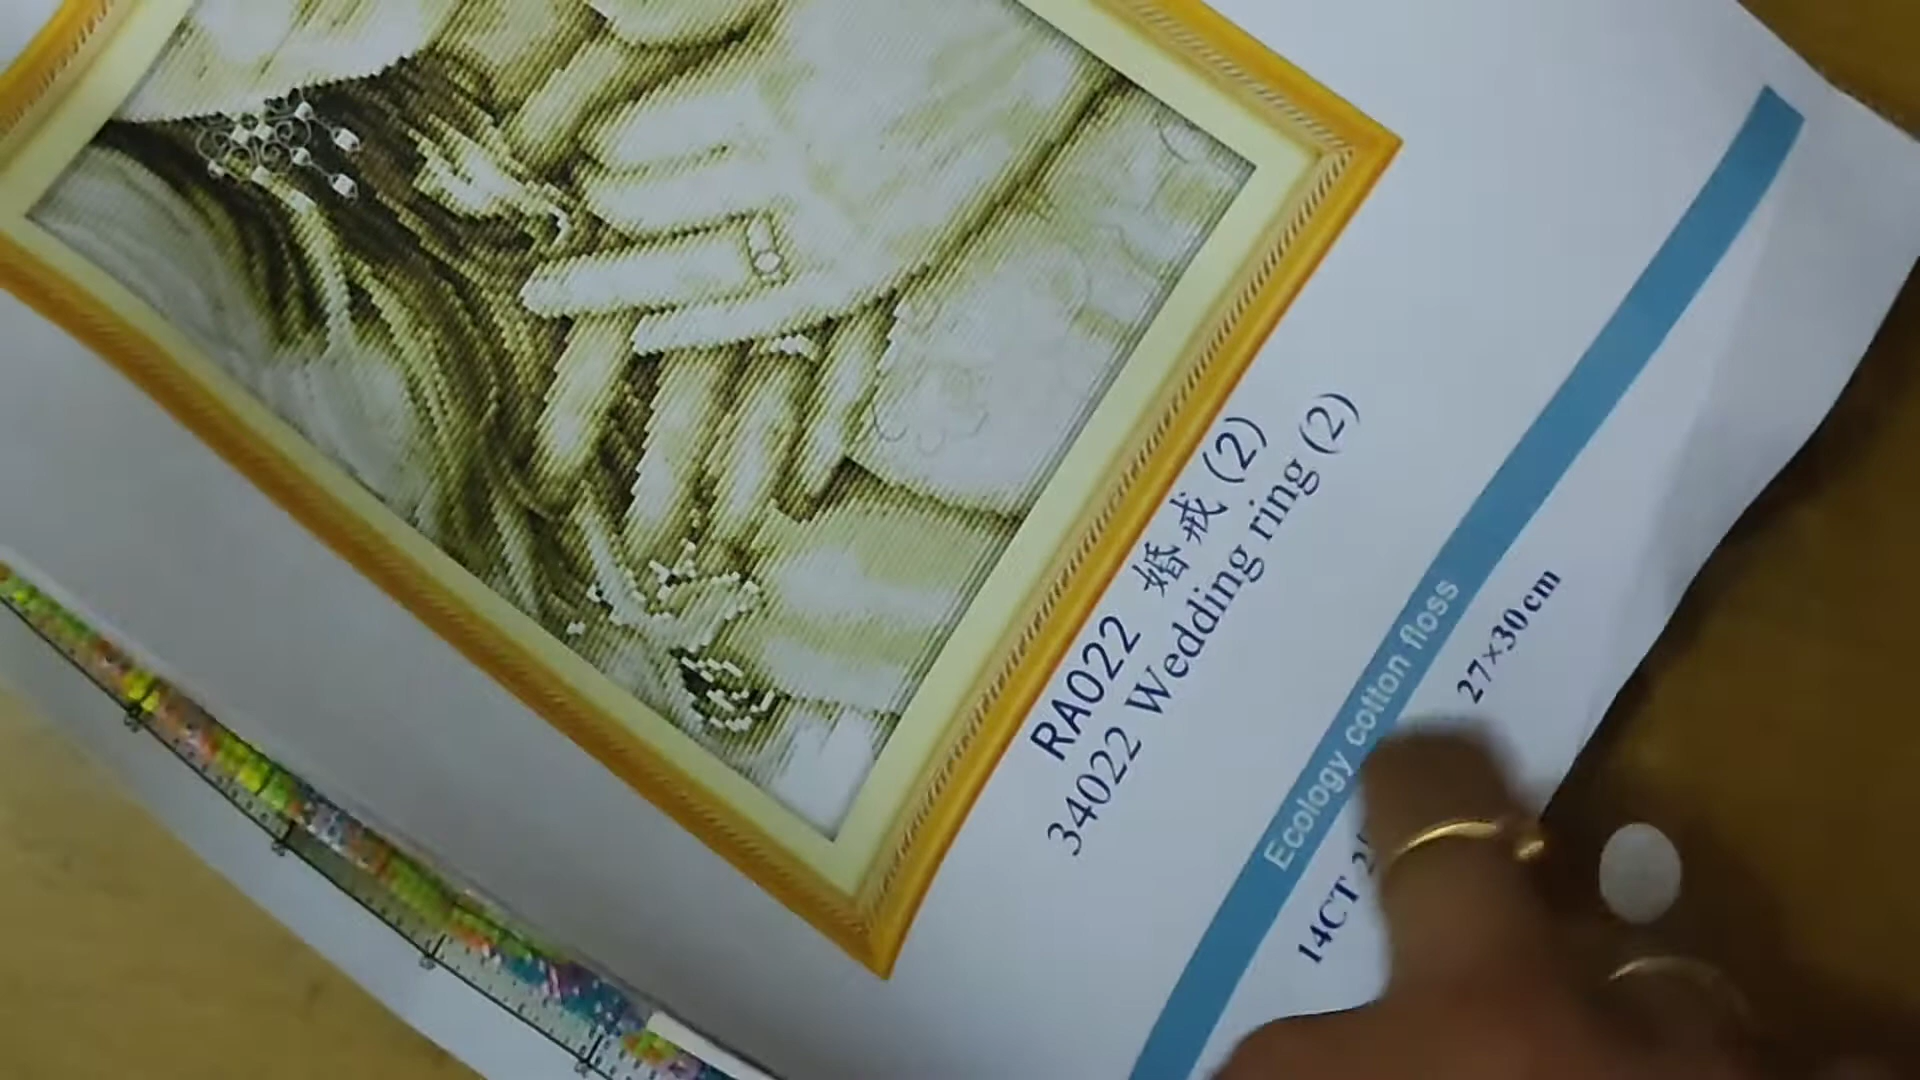 RA022 婚戒 (2)
34022 Wedding ring (2)
Ecology cotton floss
14CT
27×30cm